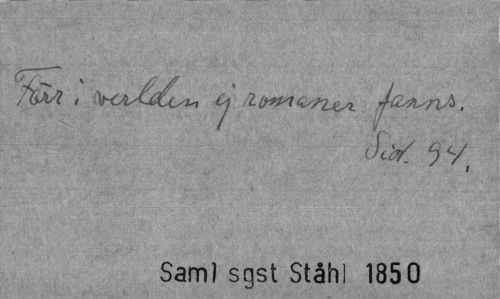 Förr i verlden ej romaner fanns.
Sid. 94.
Saml sgst Ståhl 1850